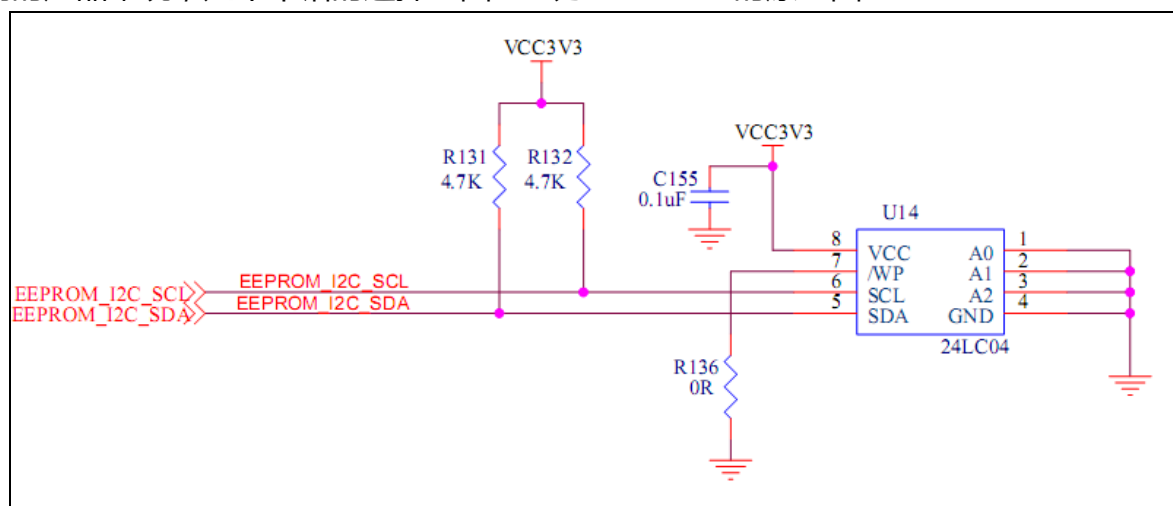 VCC3V3
R131
4.7K
R132
4.7K
VCC3V3
C155
0.1uF
U14
8
7
6
5
VCC
/WP
SCL
SDA
A0
A1
A2
GND
1
2
3
4
24LC04
EEPROM_I2C_SCL
EEPROM_I2C_SCL
EEPROM_I2C_SDA
EEPROM_I2C_SDA
R136
0R